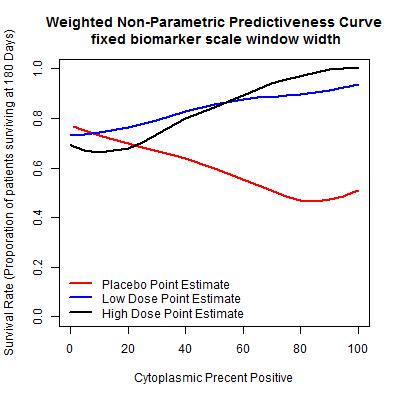 Weighted Non-Parametric Predictiveness Curve
fixed biomarker scale window width
Survival Rate (Proporation of patients surviving at 180 Days)
1.0
0.8
0.6
0.4
0.2
0.0
Placebo Point Estimate
Low Dose Point Estimate
High Dose Point Estimate
0 20 40 60 80 100
Cytoplasmic Precent Positive